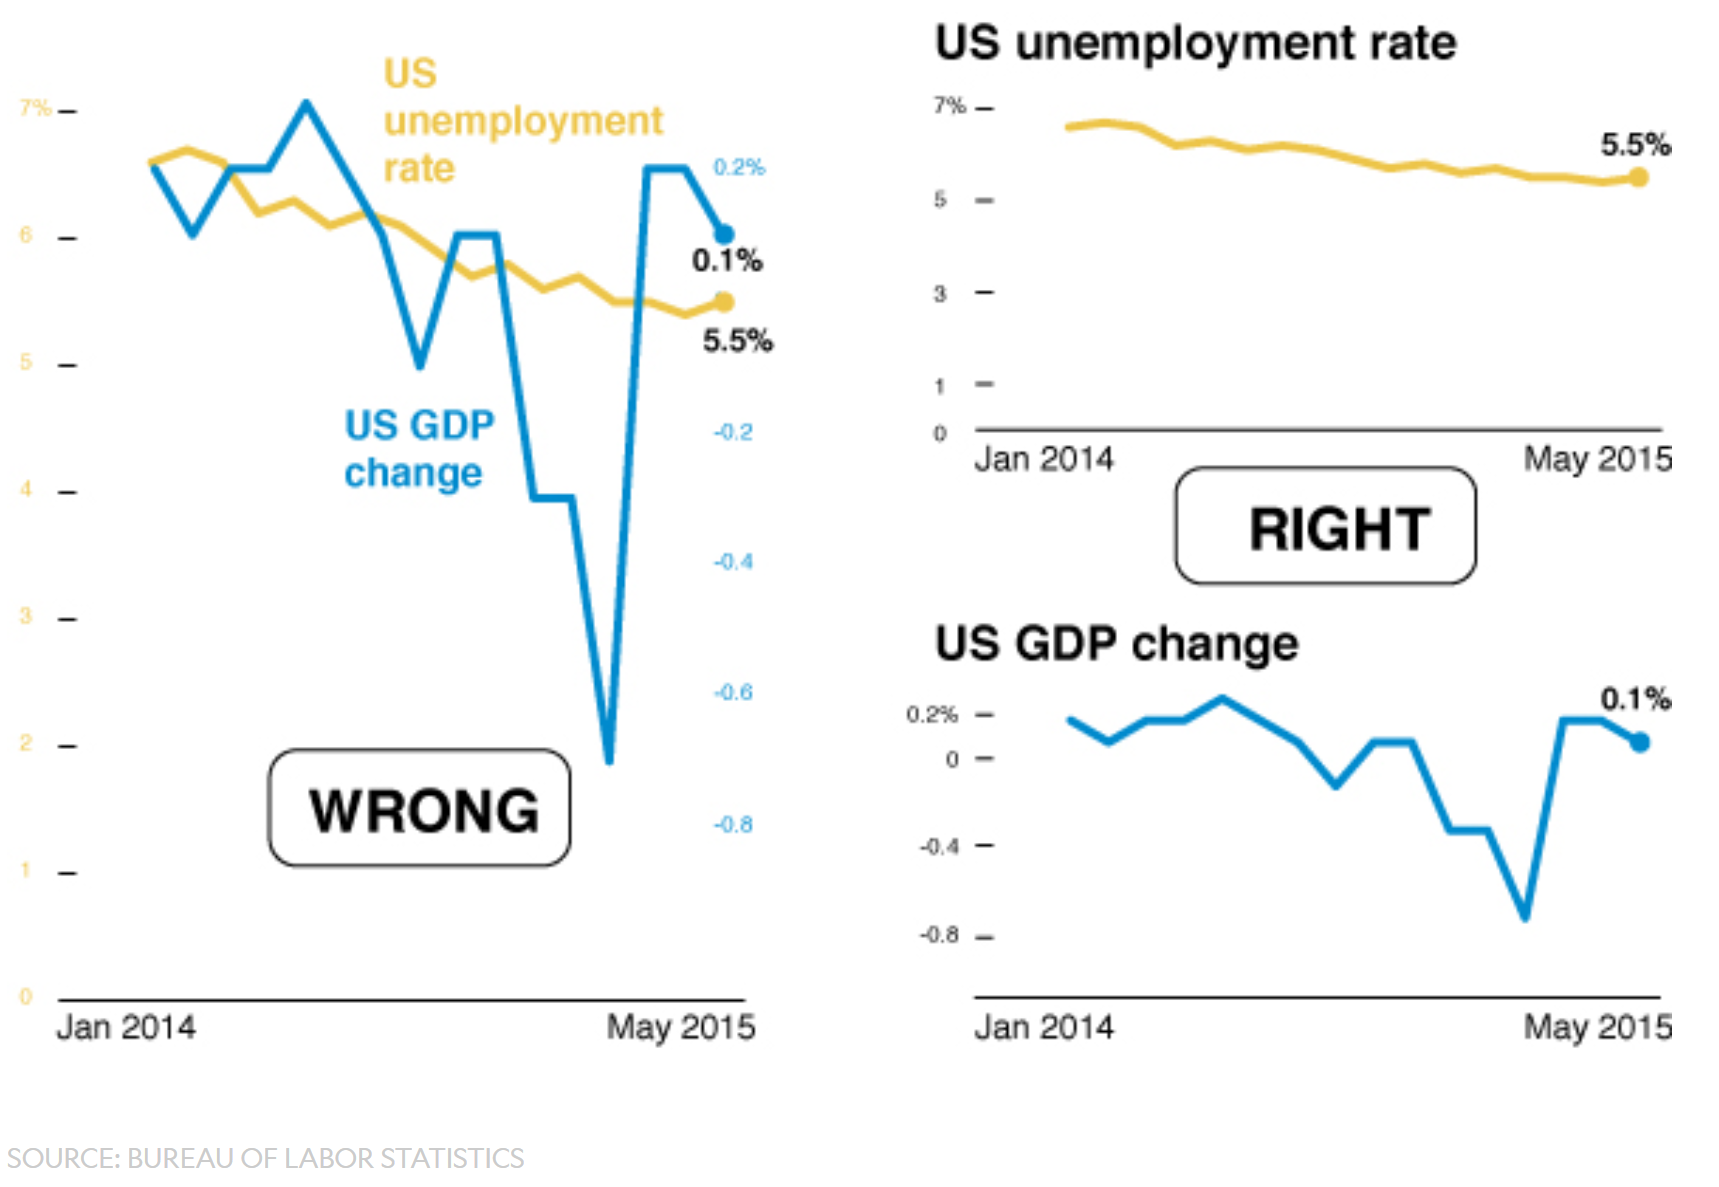 US
unemployment
rate
7%
6
5
4
3
2
1
0
0.2%
-0.2
-0.4
-0.6
-0.8
0.1%
5.5%
US GDP
change
WRONG
Jan 2014
May 2015
US unemployment rate
7%
5
3
1
0
5.5%
Jan 2014
May 2015
RIGHT
US GDP change
0.2%
0
-0.4
-0.8
0.1%
Jan 2014
May 2015
SOURCE: BUREAU OF LABOR STATISTICS